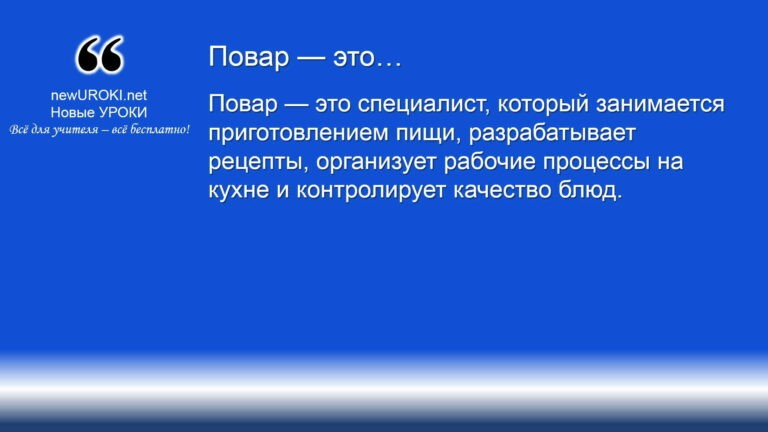 “
newUROKI.net
Новые УРОКИ
Всё для учителя – всё бесплатно!
Повар — это…
Повар — это специалист, который занимается
приготовлением пищи, разрабатывает
рецепты, организует рабочие процессы на
кухне и контролирует качество блюд.